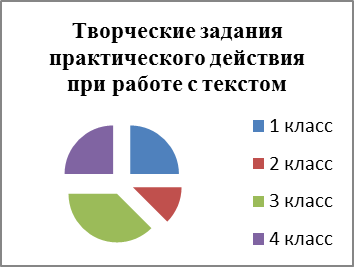 Творческие задания
практического действия
при работе с текстом
1 класс
2 класс
3 класс
4 класс